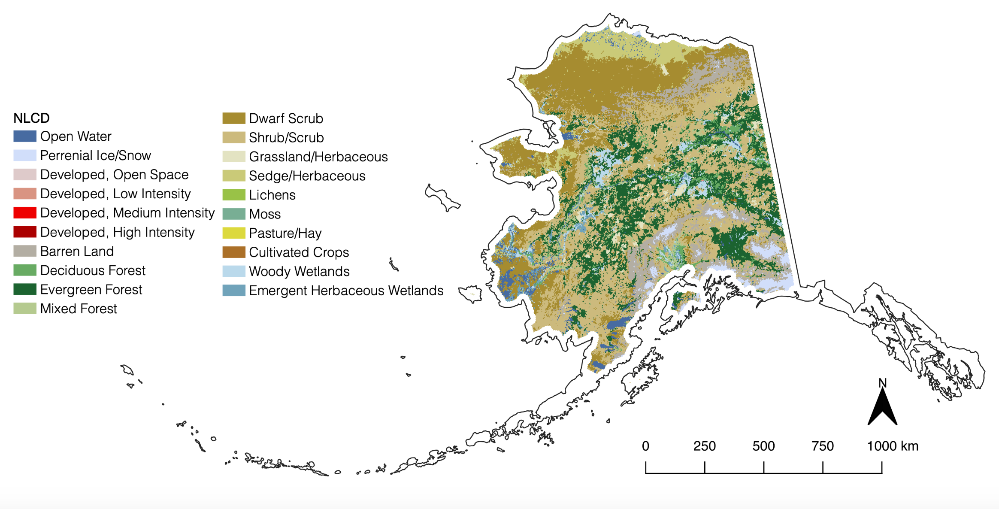 NLCD
Open Water
Perrenial Ice/Snow
Developed, Open Space
Developed, Low Intensity
Developed, Medium Intensity
Developed, High Intensity
Barren Land
Deciduous Forest
Evergreen Forest
Mixed Forest
Dwarf Scrub
Shrub/Scrub
Grassland/Herbaceous
Sedge/Herbaceous
Lichens
Moss
Pasture/Hay
Cultivated Crops
Woody Wetlands
Emergent Herbaceous Wetlands
N
0 250 500 750 1000 km